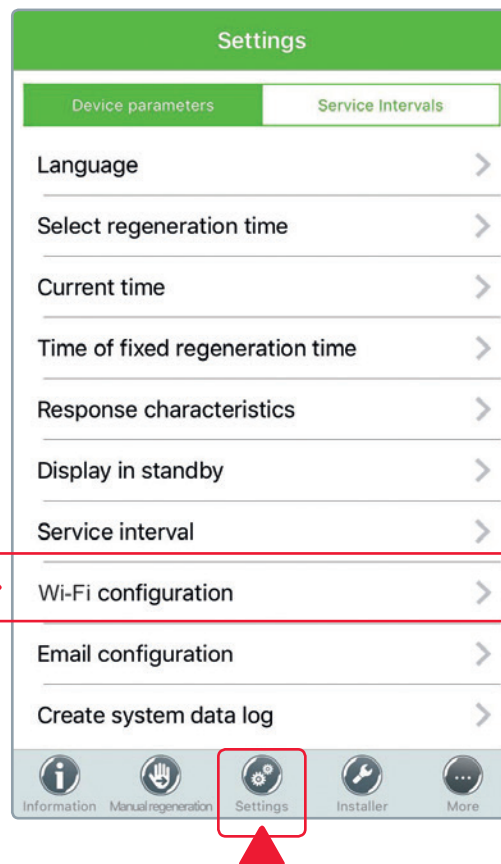 Settings
Device parameters Service Intervals
Language
Select regeneration time
Current time
Time of fixed regeneration time
Response characteristics
Display in standby
Service interval
Wi-Fi configuration
Email configuration
Create system data log
Information Manual regeneration Settings Installer More